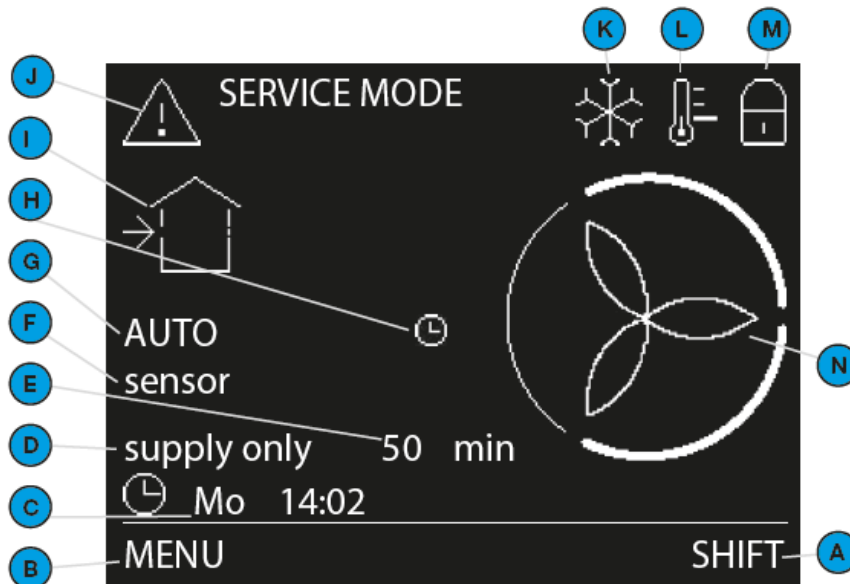 K L M
J
SERVICE MODE
I
H
G
AUTO
F
sensor
E
N
D
supply only 50 min
C
Mo 14:02
B
MENU SHIFT
A